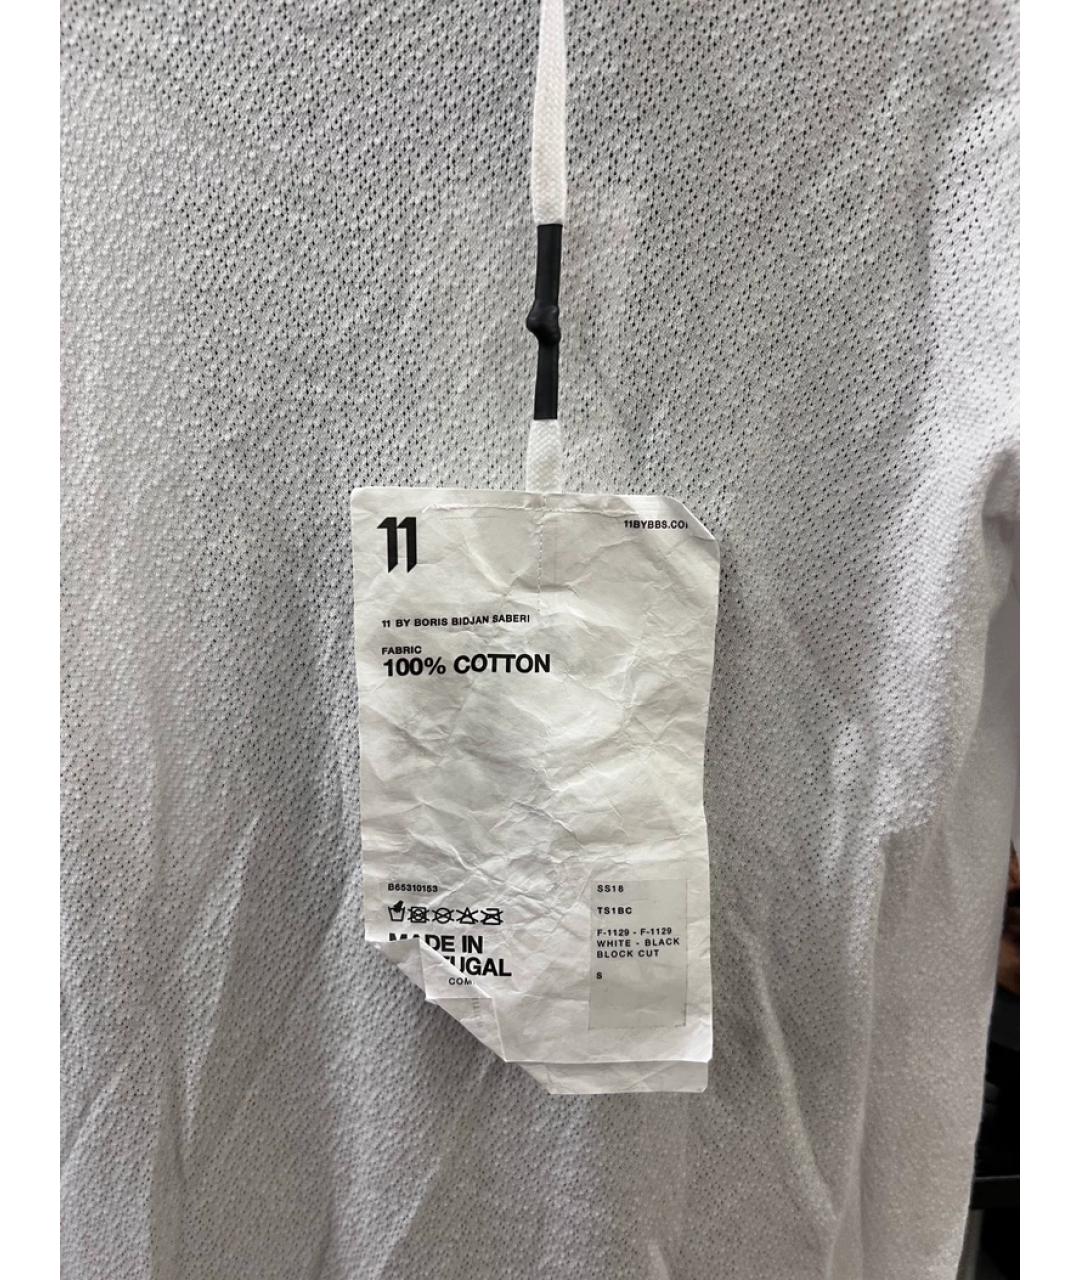 11
11BYBBS.CO
11 BY BORIS BIDJAN SABERI
FABRIC
100% COTTON
B65310153
MADE IN
UGAL
COM
SS18
TS1BC
F-1129 - F-1129
WHITE - BLACK
BLOCK CUT
S